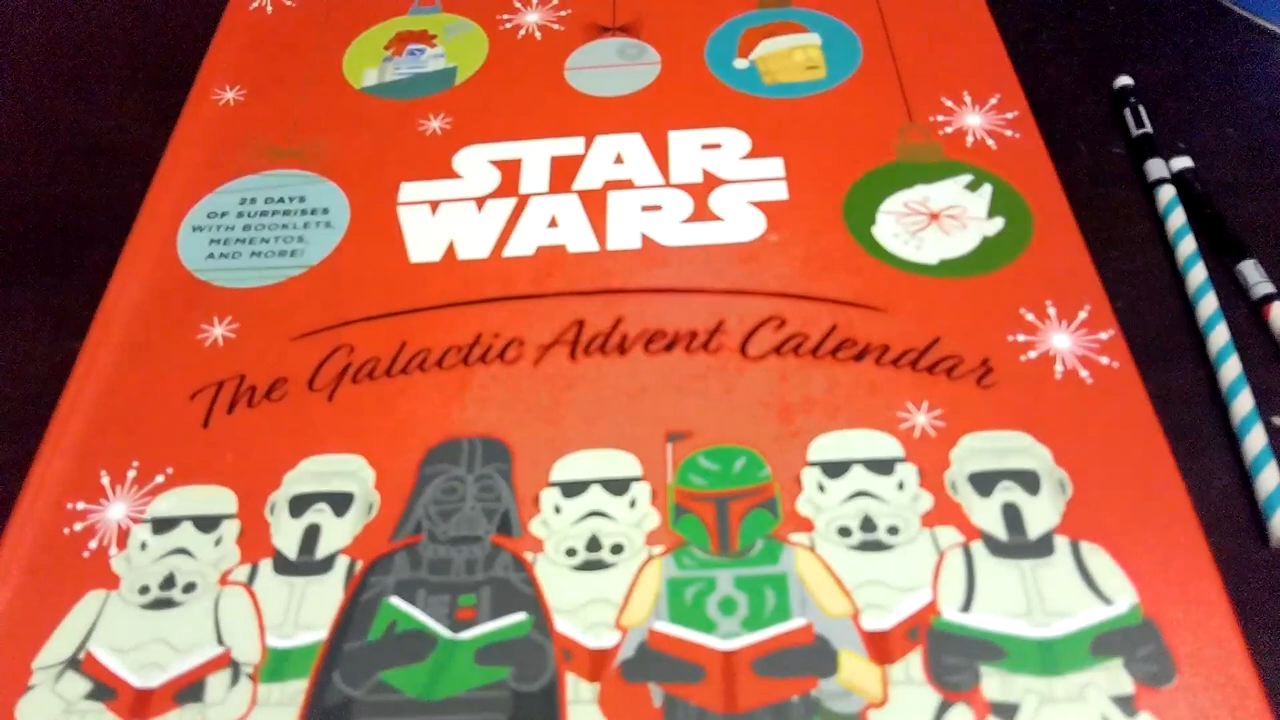 STAR
WARS
25 DAYS
OF SURPRISES
WITH BOOKLETS,
MEMENTOS,
AND MORE!
The Galactic Advent Calendar